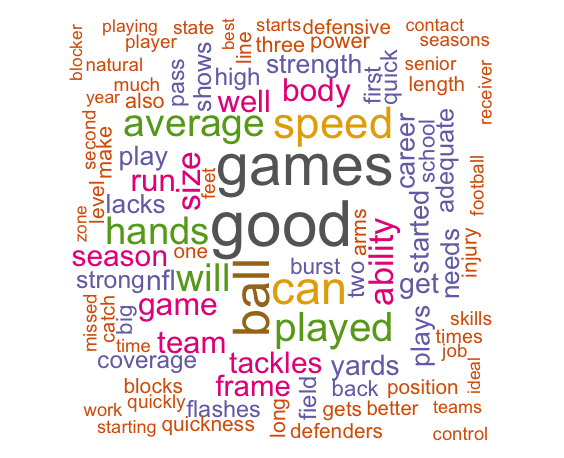 playing state starts defensive contact
blocker player best line three power seasons
natural pass shows high strength first quick senior
much well body length receiver
year also average speed
second make play games career school adequate
run. size feet
level lacks good football
zone hands one arms ability started needs injury
season ball burst two
strong nfl will can get
missed catch big game played plays skills
time team times
coverage tackles yards job
blocks frame back position ideal
quickly flashes long field gets better teams
work quickness
starting defenders control